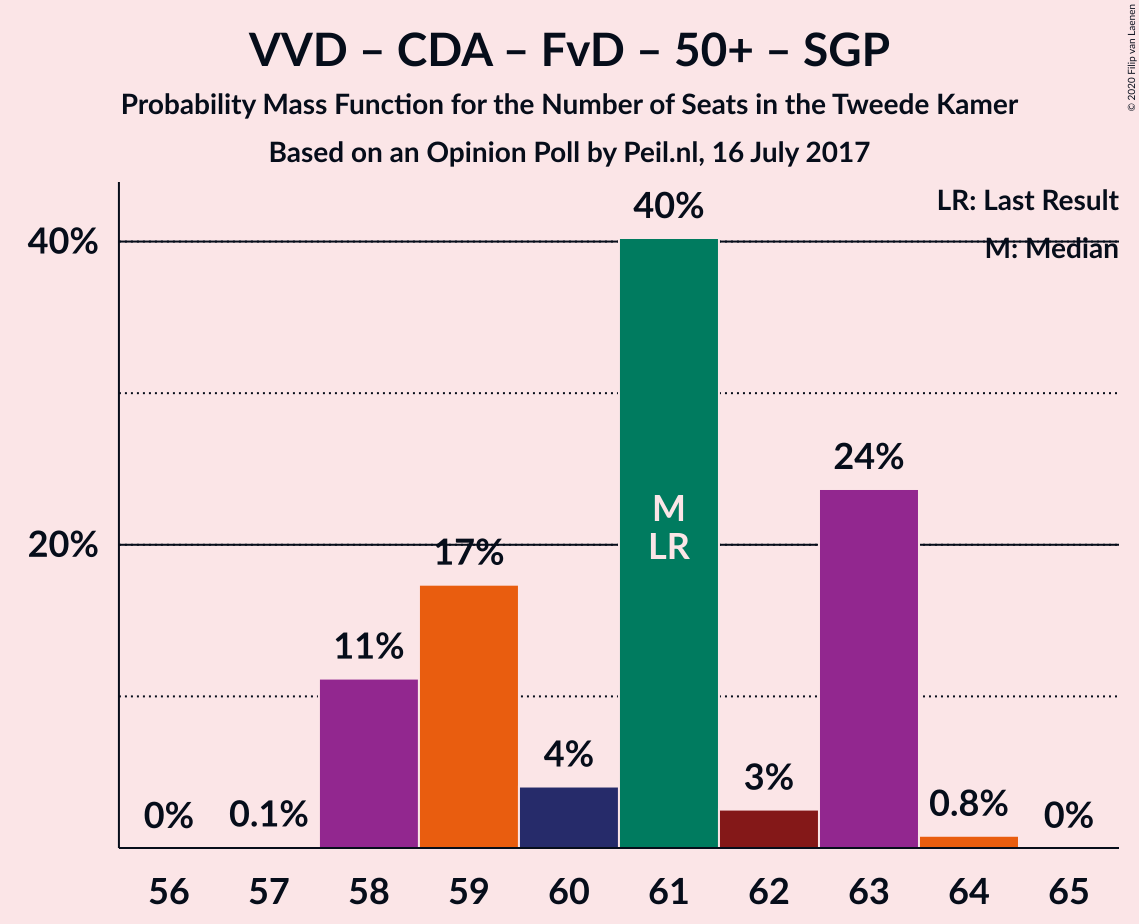 VVD – CDA – FvD – 50+ – SGP
Probability Mass Function for the Number of Seats in the Tweede Kamer
Based on an Opinion Poll by Peil.nl, 16 July 2017
© 2020 Filip van Laenen
LR: Last Result
M: Median
40%
20%
0%
0.1%
11%
17%
4%
40%
M
LR
3%
24%
0.8%
0%
56 57 58 59 60 61 62 63 64 65